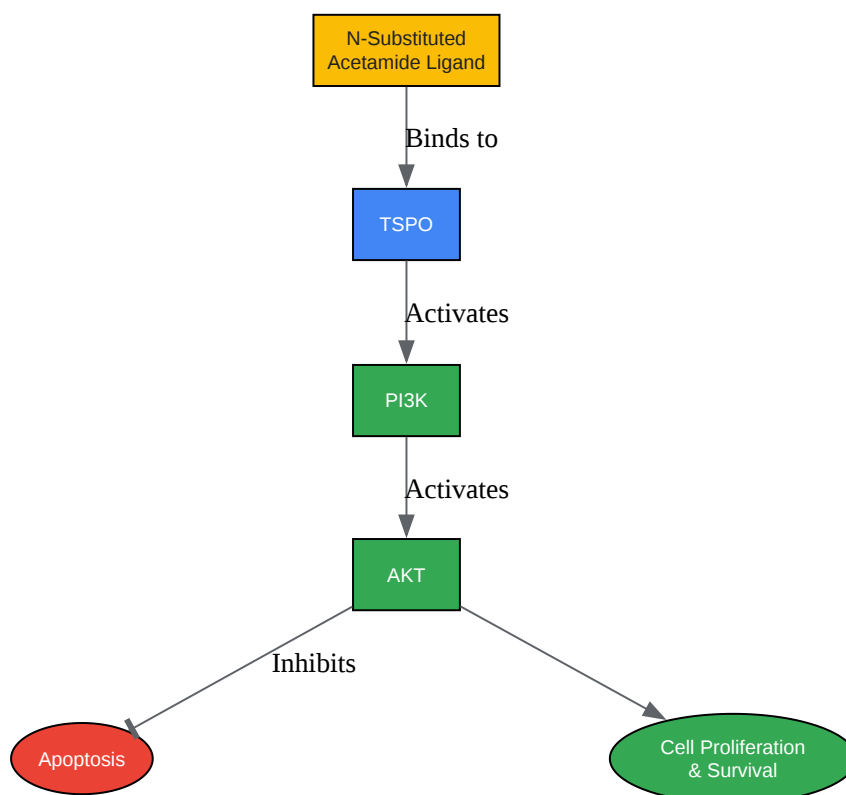 N-Substituted
Acetamide Ligand
Binds to
TSPO
Activates
PI3K
Activates
AKT
Inhibits
Apoptosis
Cell Proliferation
& Survival